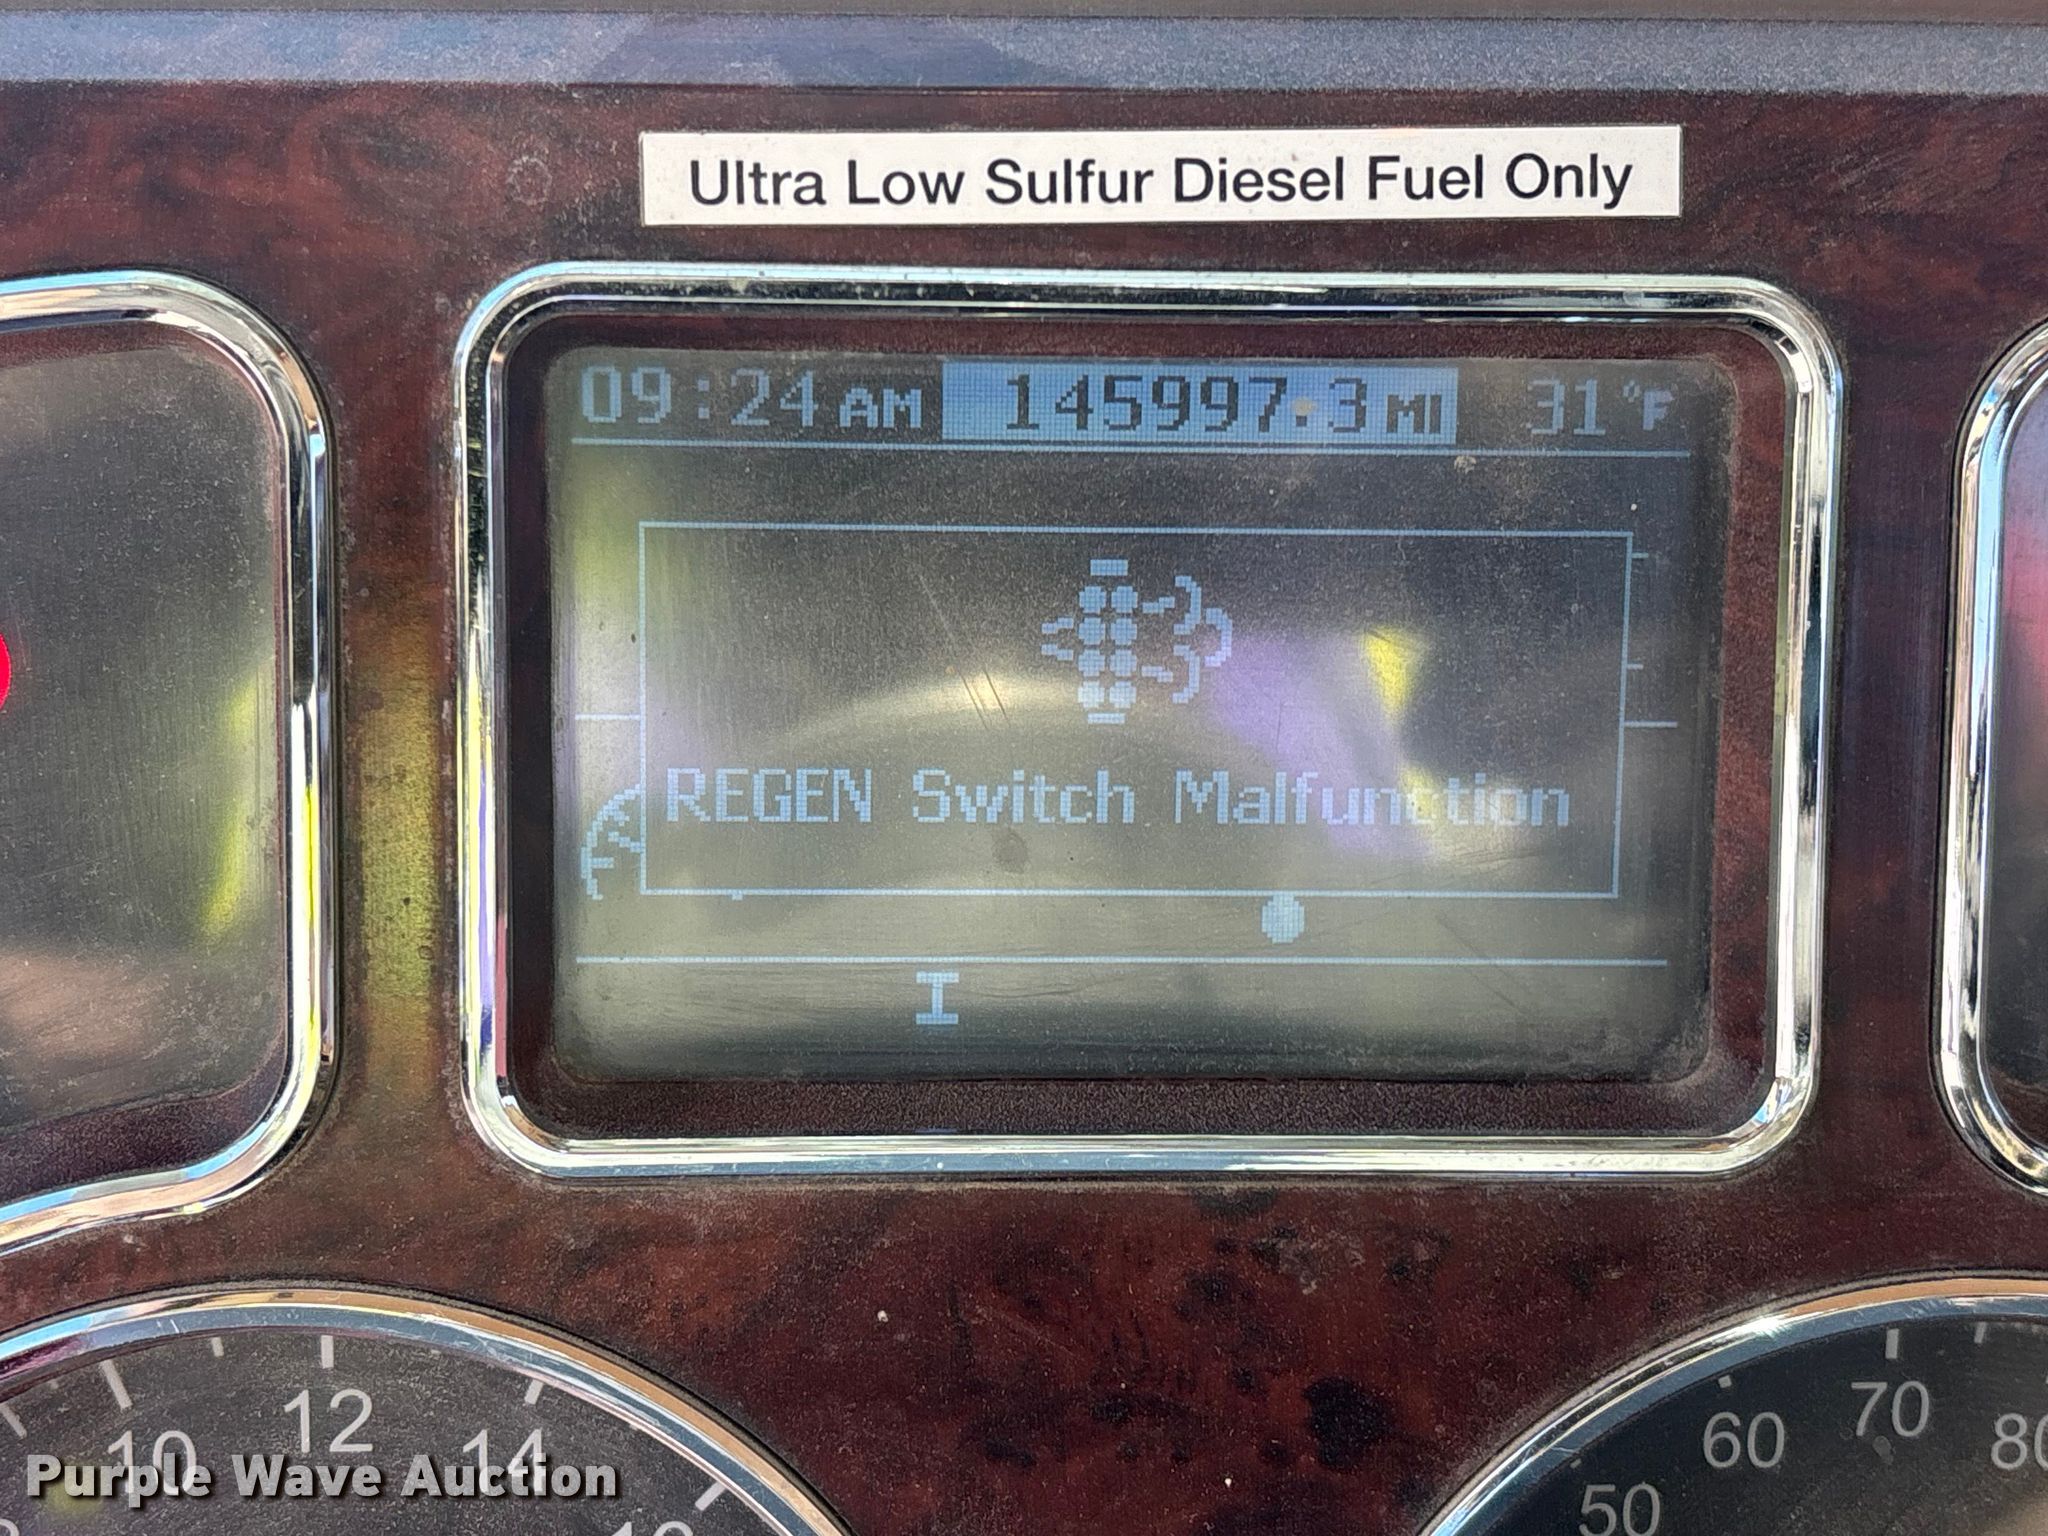 Ultra Low Sulfur Diesel Fuel Only
09:24 AM 145997.3 MI 31°F
REGEN Switch Malfunction
I
10 12 14
50 60 70 80
Purple Wave Auction